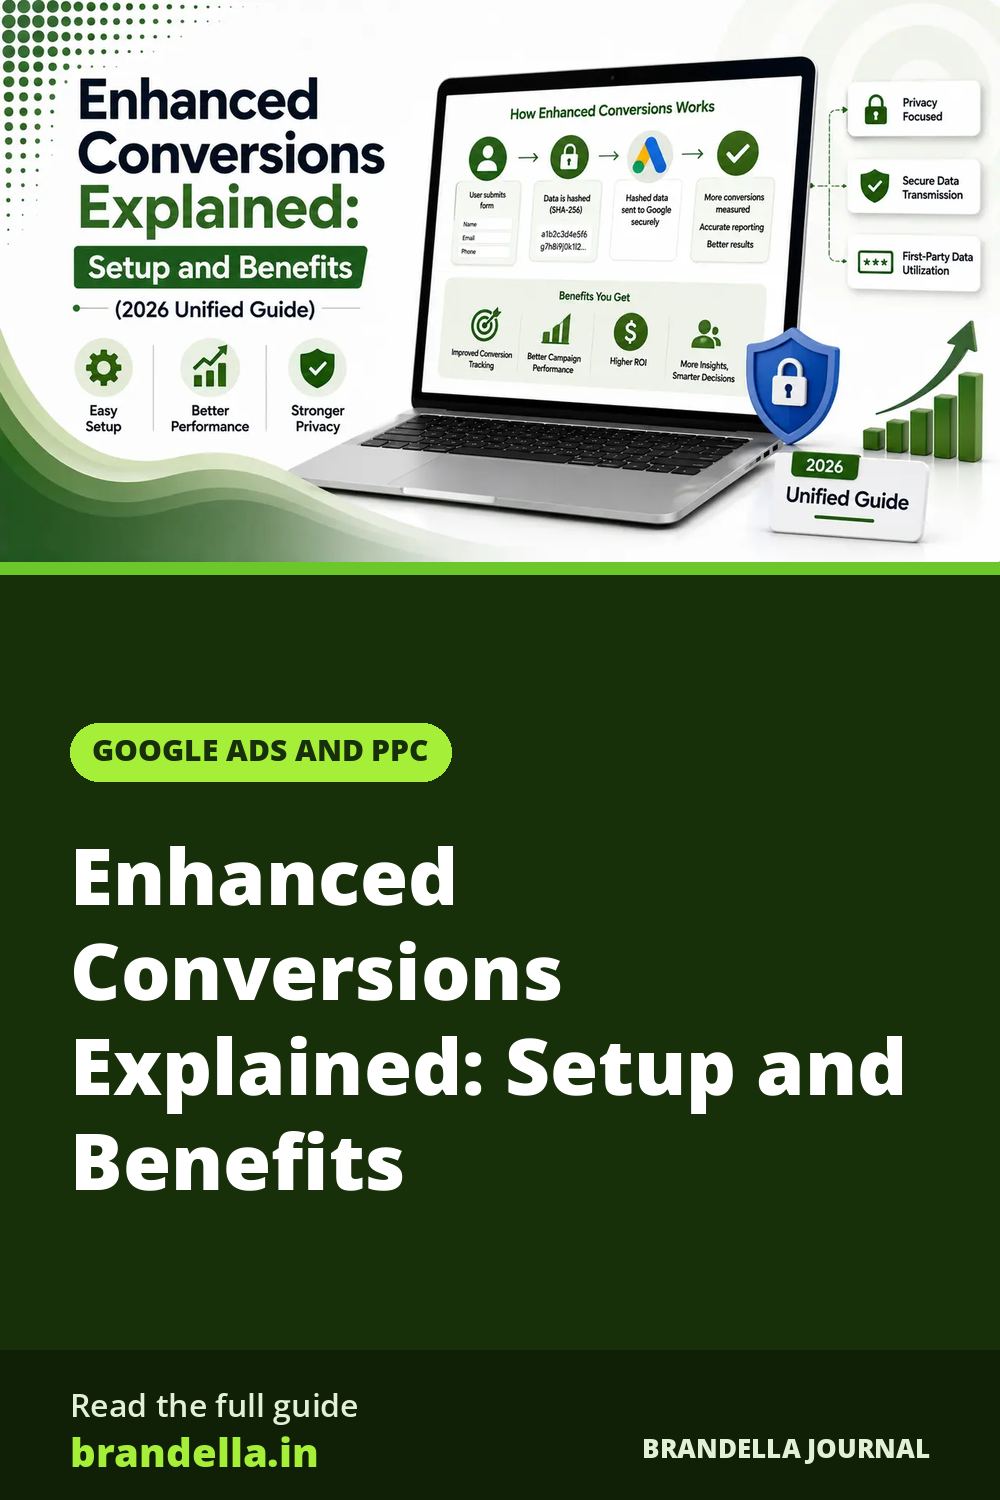 Enhanced
Conversions
Explained:
Setup and Benefits
(2026 Unified Guide)
Easy
Setup
Better
Performance
Stronger
Privacy
How Enhanced Conversions Works
User submits
form
Name
Email
Phone
Data is hashed
(SHA-256)
a1b2c3d4e5f6
g7h8i9j0k1l2...
Hashed data
sent to Google
securely
More conversions
measured
Accurate reporting
Better results
Benefits You Get
Improved Conversion
Tracking
Better Campaign
Performance
Higher ROI
More Insights,
Smarter Decisions
Privacy
Focused
Secure Data
Transmission
First-Party Data
Utilization
2026
Unified Guide
GOOGLE ADS AND PPC
Enhanced
Conversions
Explained: Setup and
Benefits
Read the full guide
brandella.in
BRANDELLA JOURNAL